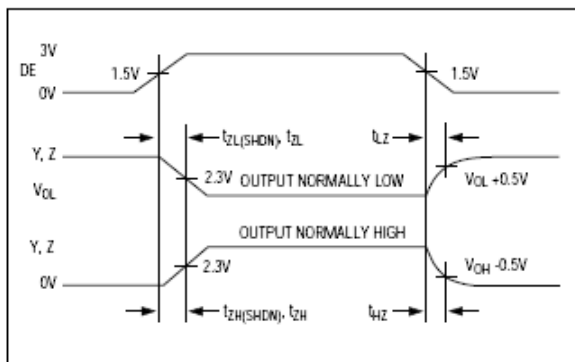 3V
DE
1.5V
1.5V
0V
tZL(SHDN), tZL
tLZ
Y, Z
2.3V
OUTPUT NORMALLY LOW
VOL +0.5V
VOL
OUTPUT NORMALLY HIGH
Y, Z
2.3V
VOH -0.5V
0V
tZH(SHDN), tZH
tHZ